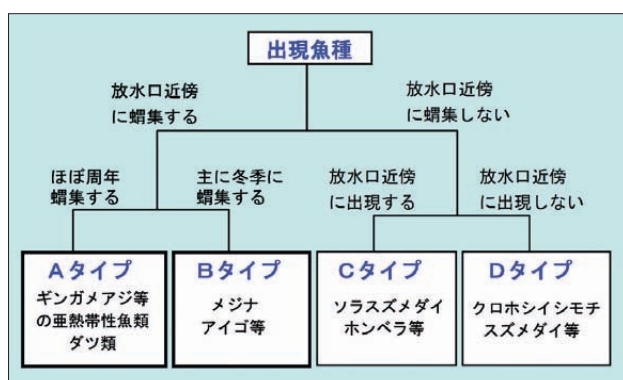 出現魚種
放水口近傍
に蝟集する
放水口近傍
に蝟集しない
ほぼ周年
蝟集する
主に冬季に
蝟集する
放水口近傍
に出現する
放水口近傍
に出現しない
Aタイプ
ギンガメアジ等
の亜熱帯性魚類
ダツ類
Bタイプ
メジナ
アイゴ等
Cタイプ
ソラスズメダイ
ホンベラ等
Dタイプ
クロホシイシモチ
スズメダイ等